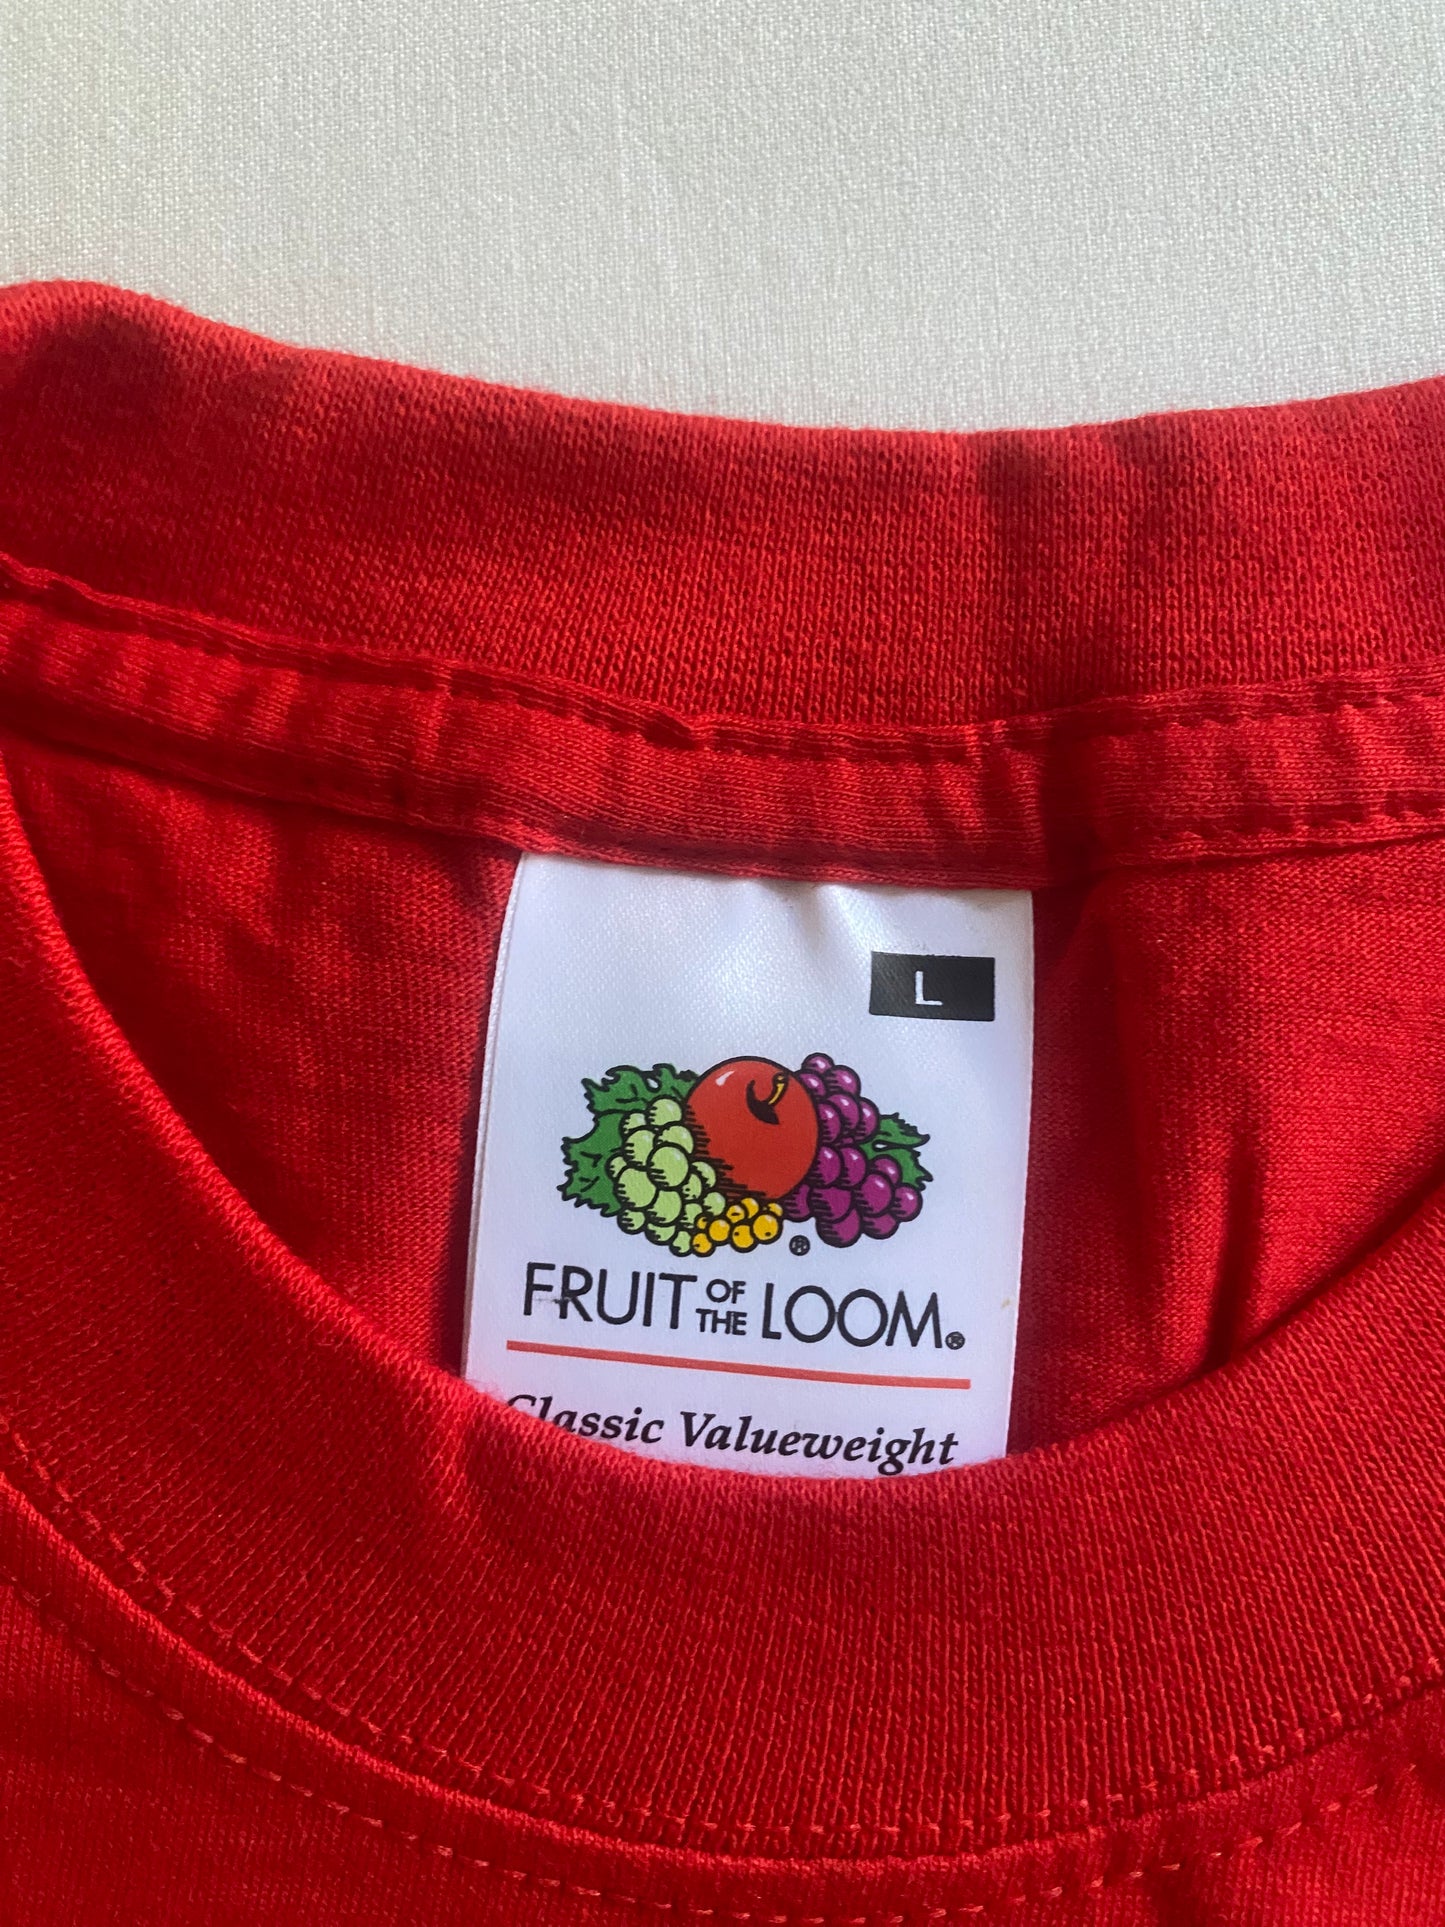 L
®
FRUIT OF THE LOOM®
Classic Valueweight